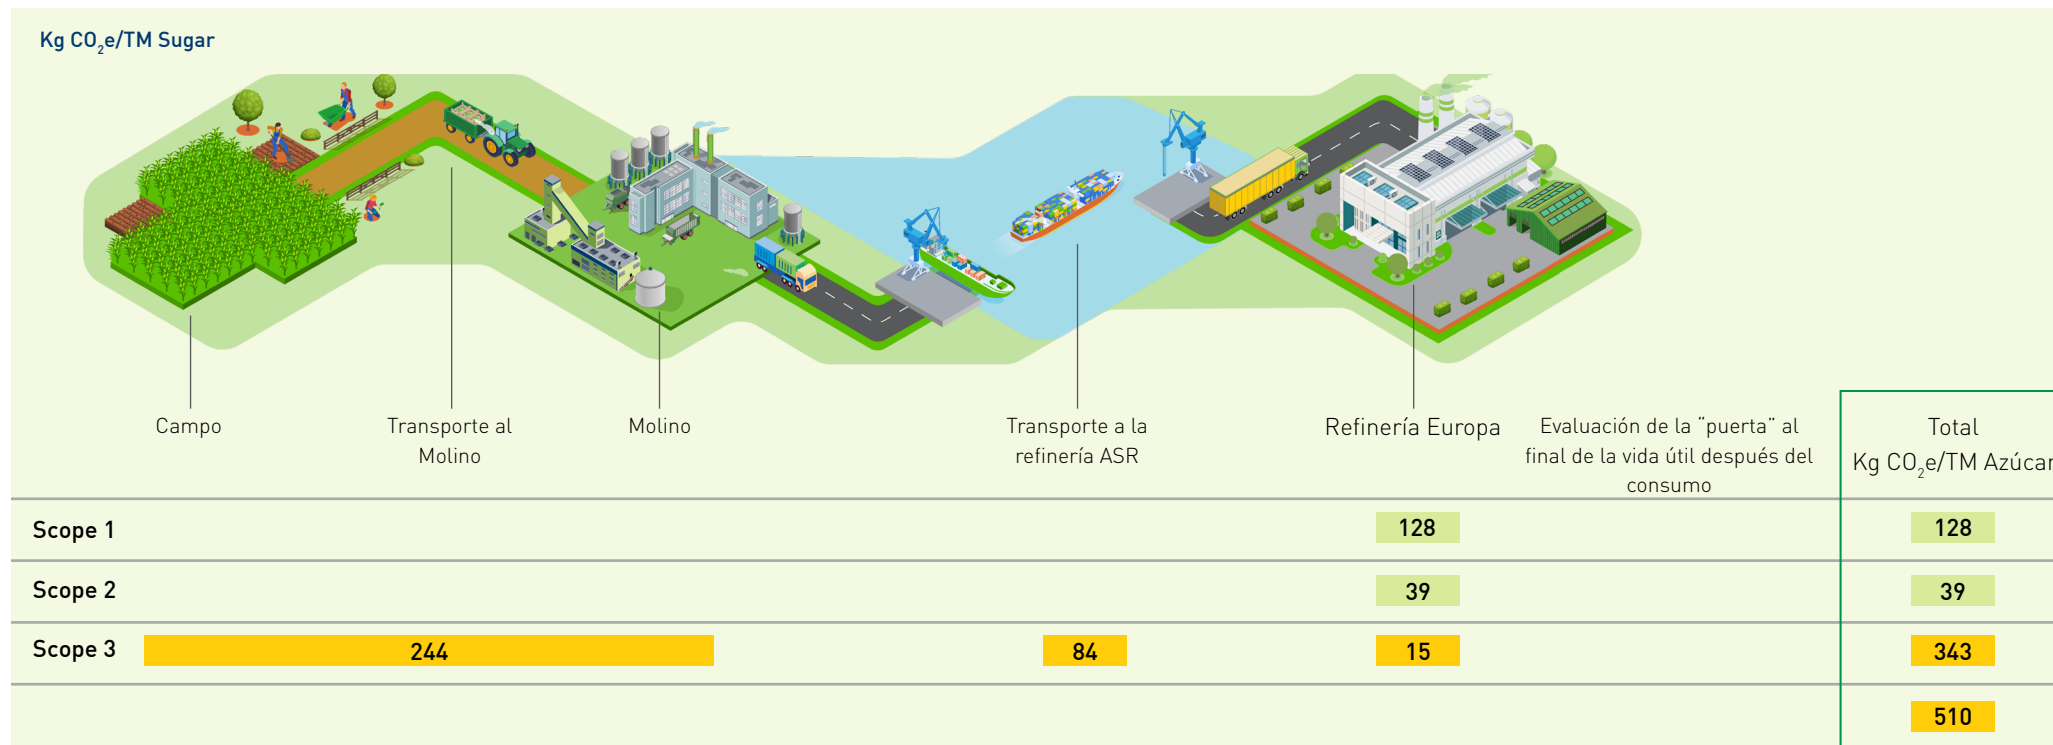 Kg CO₂e/TM Sugar
Campo
Transporte al
Molino
Molino
Transporte a la
refinería ASR
Refinería Europa
Evaluación de la “puerta” al
final de la vida útil después del
consumo
Total
Kg CO₂e/TM Azúcar
Scope 1
128
128
Scope 2
39
39
Scope 3
244
84
15
343
510